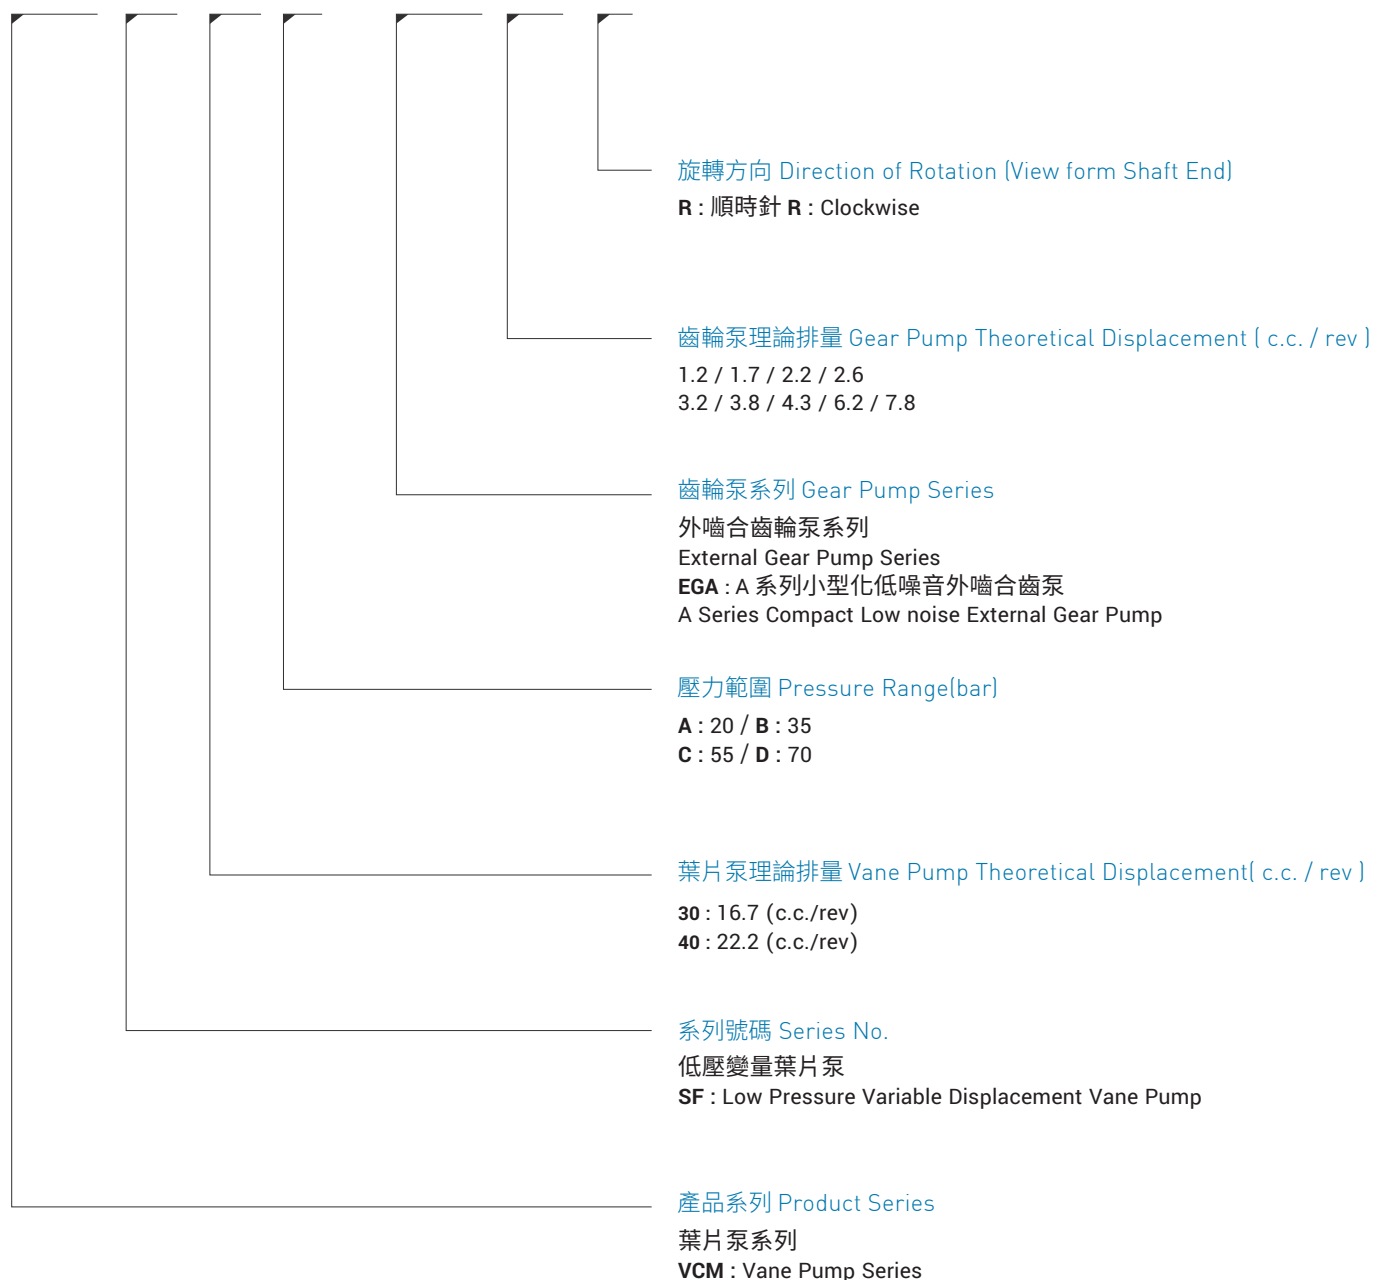 旋轉方向 Direction of Rotation (View form Shaft End)
R : 順時針 R : Clockwise
齒輪泵理論排量 Gear Pump Theoretical Displacement ( c.c. / rev )
1.2 / 1.7 / 2.2 / 2.6
3.2 / 3.8 / 4.3 / 6.2 / 7.8
齒輪泵系列 Gear Pump Series
外嚙合齒輪泵系列
External Gear Pump Series
EGA : A 系列小型化低噪音外嚙合齒泵
A Series Compact Low noise External Gear Pump
壓力範圍 Pressure Range(bar)
A : 20 / B : 35
C : 55 / D : 70
葉片泵理論排量 Vane Pump Theoretical Displacement( c.c. / rev )
30 : 16.7 (c.c./rev)
40 : 22.2 (c.c./rev)
系列號碼 Series No.
低壓變量葉片泵
SF : Low Pressure Variable Displacement Vane Pump
產品系列 Product Series
葉片泵系列
VCM : Vane Pump Series